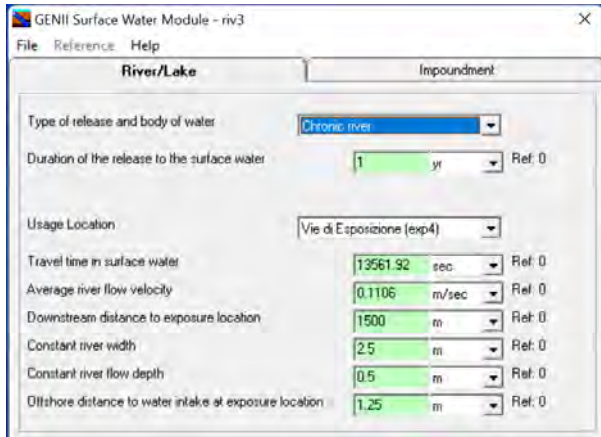 GENII Surface Water Module - riv3
File Reference Help
River/Lake Impoundment
Type of release and body of water Chronic river
Duration of the release to the surface water 1 yr Ref: 0
Usage Location Vie di Esposizione (exp4)
Travel time in surface water 13561.92 sec Ref: 0
Average river flow velocity 0.1106 m/sec Ref: 0
Downstream distance to exposure location 1500 m Ref: 0
Constant river width 2.5 m Ref: 0
Constant river flow depth 0.5 m Ref: 0
Offshore distance to water intake at exposure location 1.25 m Ref: 0